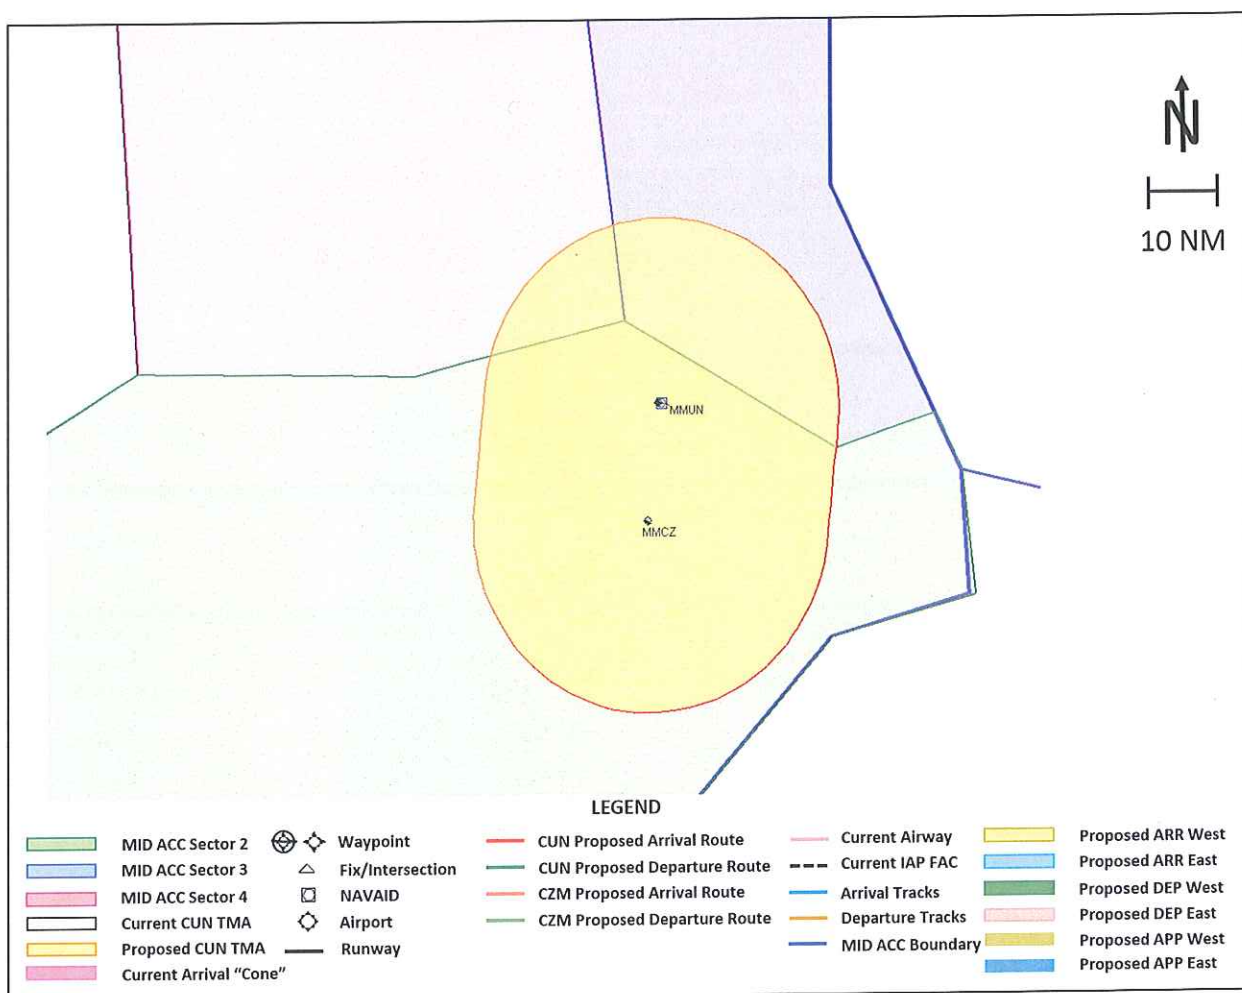 N
10 NM
MMUN
MMCZ
LEGEND
MID ACC Sector 2
MID ACC Sector 3
MID ACC Sector 4
Current CUN TMA
Proposed CUN TMA
Current Arrival “Cone”
Waypoint
Fix/Intersection
NAVAID
Airport
Runway
CUN Proposed Arrival Route
CUN Proposed Departure Route
CZM Proposed Arrival Route
CZM Proposed Departure Route
Current Airway
Current IAP FAC
Arrival Tracks
Departure Tracks
MID ACC Boundary
Proposed ARR West
Proposed ARR East
Proposed DEP West
Proposed DEP East
Proposed APP West
Proposed APP East